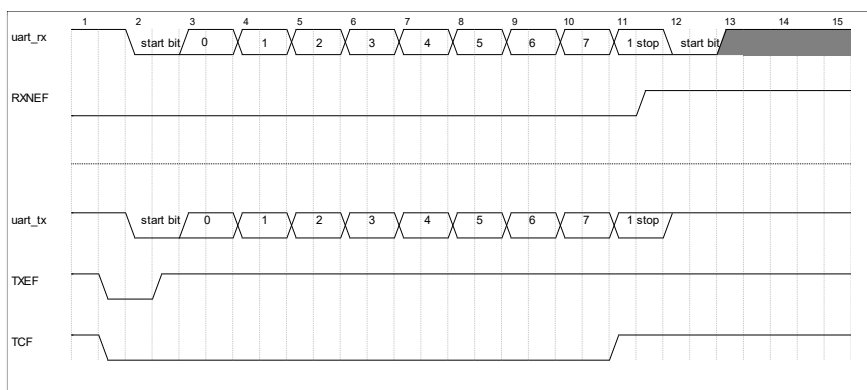 1 2 3 4 5 6 7 8 9 10 11 12 13 14 15
uart_rx start bit 0 1 2 3 4 5 6 7 1 stop start bit
RXNEF
uart_tx start bit 0 1 2 3 4 5 6 7 1 stop
TXEF
TCF